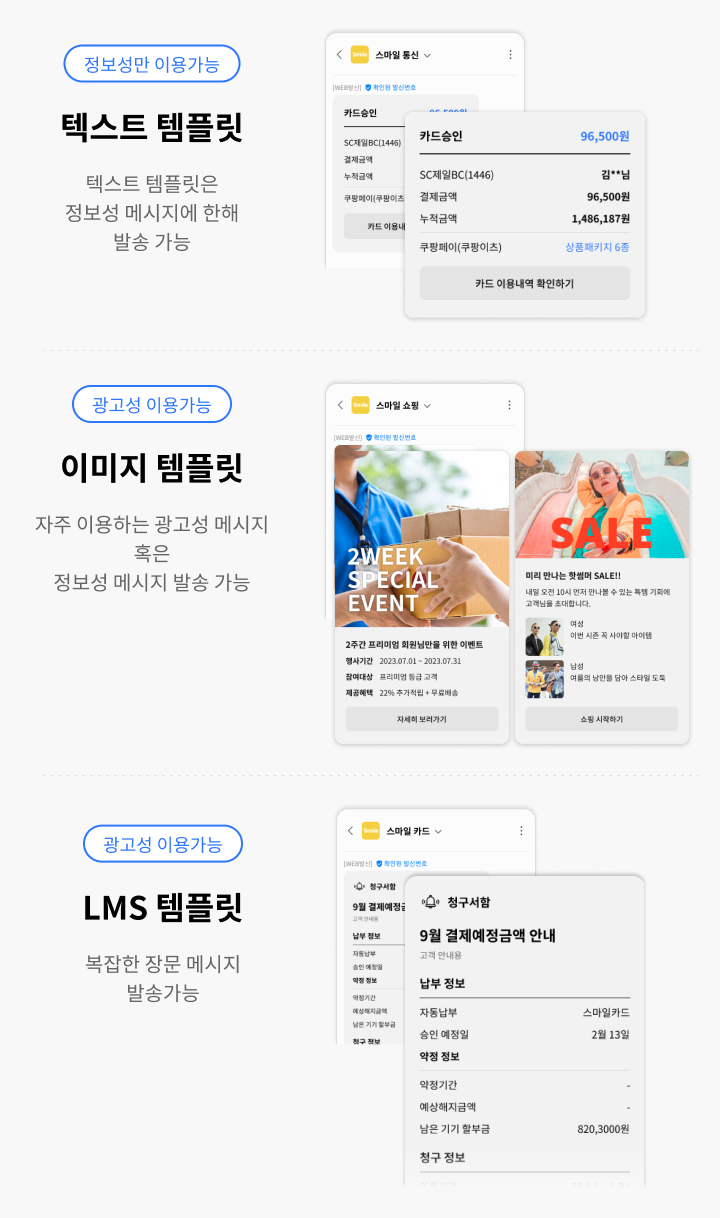 정보성만 이용가능
텍스트 템플릿
텍스트 템플릿은
정보성 메시지에 한해
발송 가능
Smile 스마일 통신
[WEB발신] 확인된 발신번호
카드승인 96,500원
SC제일BC(1446)
결제금액
누적금액
쿠팡페이(쿠팡이츠
카드 이용내
카드승인 96,500원
SC제일BC(1446) 김**님
결제금액 96,500원
누적금액 1,486,187원
쿠팡페이(쿠팡이츠) 상품패키지 6종
카드 이용내역 확인하기
광고성 이용가능
이미지 템플릿
자주 이용하는 광고성 메시지
혹은
정보성 메시지 발송 가능
Smile 스마일 쇼핑
[WEB발신] 확인된 발신번호
2WEEK
SPECIAL
EVENT
2주간 프리미엄 회원님만을 위한 이벤트
행사기간 2023.07.01 ~ 2023.07.31
참여대상 프리미엄 등급 고객
제공혜택 22% 추가적립 + 무료배송
자세히 보러가기
SALE
미리 만나는 핫썸머 SALE!!
내일 오전 10시 먼저 만나볼 수 있는 특템 기회에
고객님을 초대합니다.
여성
이번 시즌 꼭 사야할 아이템
남성
여름의 낭만을 담아 스타일 도둑
쇼핑 시작하기
광고성 이용가능
LMS 템플릿
복잡한 장문 메시지
발송가능
Smile 스마일 카드
[WEB발신] 확인된 발신번호
청구서함
9월 결제예정금
고객 안내용
납부 정보
자동납부
승인 예정일
약정 정보
약정기간
예상해지금액
남은 기기 할부금
청구 정보
청구서함
9월 결제예정금액 안내
고객 안내용
납부 정보
자동납부 스마일카드
승인 예정일 2월 13일
약정 정보
약정기간 -
예상해지금액 -
남은 기기 할부금 820,3000원
청구 정보